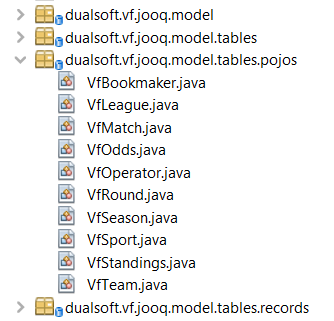 dualsoft.vf.jooq.model
dualsoft.vf.jooq.model.tables
dualsoft.vf.jooq.model.tables.pojos
VfBookmaker.java
VfLeague.java
VfMatch.java
VfOdds.java
VfOperator.java
VfRound.java
VfSeason.java
VfSport.java
VfStandings.java
VfTeam.java
dualsoft.vf.jooq.model.tables.records